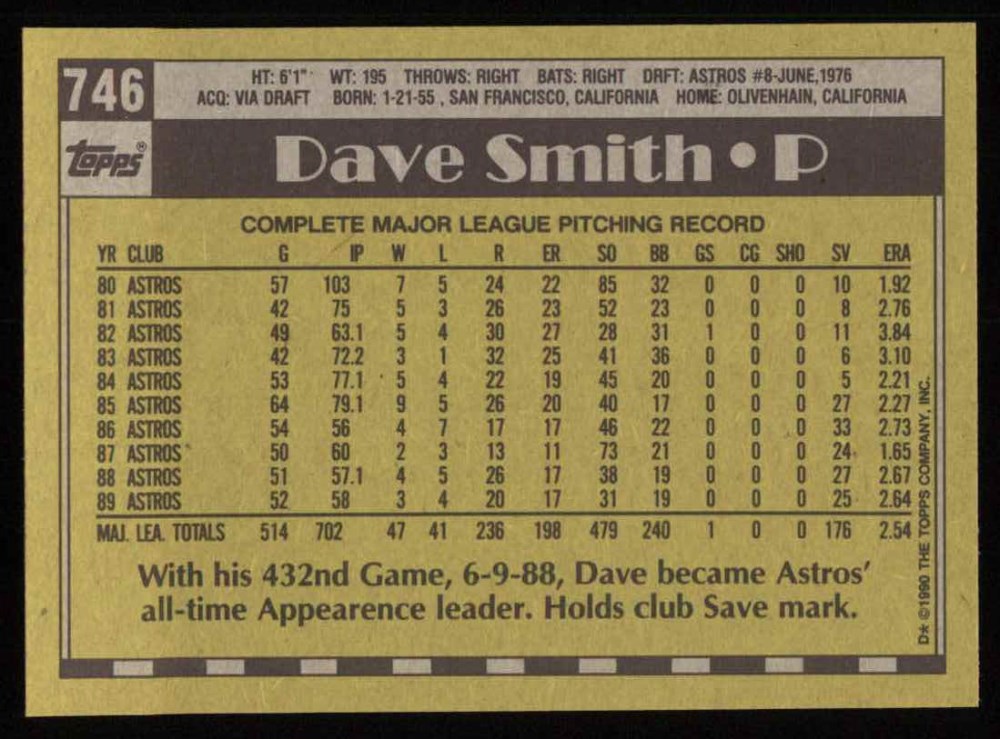 746
HT: 6'1" WT: 195 THROWS: RIGHT BATS: RIGHT DRFT: ASTROS #8-JUNE,1976
ACQ: VIA DRAFT BORN: 1-21-55 , SAN FRANCISCO, CALIFORNIA HOME: OLIVENHAIN, CALIFORNIA
topps®
Dave Smith • P
COMPLETE MAJOR LEAGUE PITCHING RECORD
YR CLUB G IP W L R ER SO BB GS CG SHO SV ERA
80 ASTROS 57 103 7 5 24 22 85 32 0 0 0 10 1.92
81 ASTROS 42 75 5 3 26 23 52 23 0 0 0 8 2.76
82 ASTROS 49 63.1 5 4 30 27 28 31 1 0 0 11 3.84
83 ASTROS 42 72.2 3 1 32 25 41 36 0 0 0 6 3.10
84 ASTROS 53 77.1 5 4 22 19 45 20 0 0 0 5 2.21
85 ASTROS 64 79.1 9 5 26 20 40 17 0 0 0 27 2.27
86 ASTROS 54 56 4 7 17 17 46 22 0 0 0 33 2.73
87 ASTROS 50 60 2 3 13 11 73 21 0 0 0 24 1.65
88 ASTROS 51 57.1 4 5 26 17 38 19 0 0 0 27 2.67
89 ASTROS 52 58 3 4 20 17 31 19 0 0 0 25 2.64
MAJ. LEA. TOTALS 514 702 47 41 236 198 479 240 1 0 0 176 2.54
With his 432nd Game, 6-9-88, Dave became Astros'
all-time Appearence leader. Holds club Save mark.
D* ©1990 THE TOPPS COMPANY, INC.